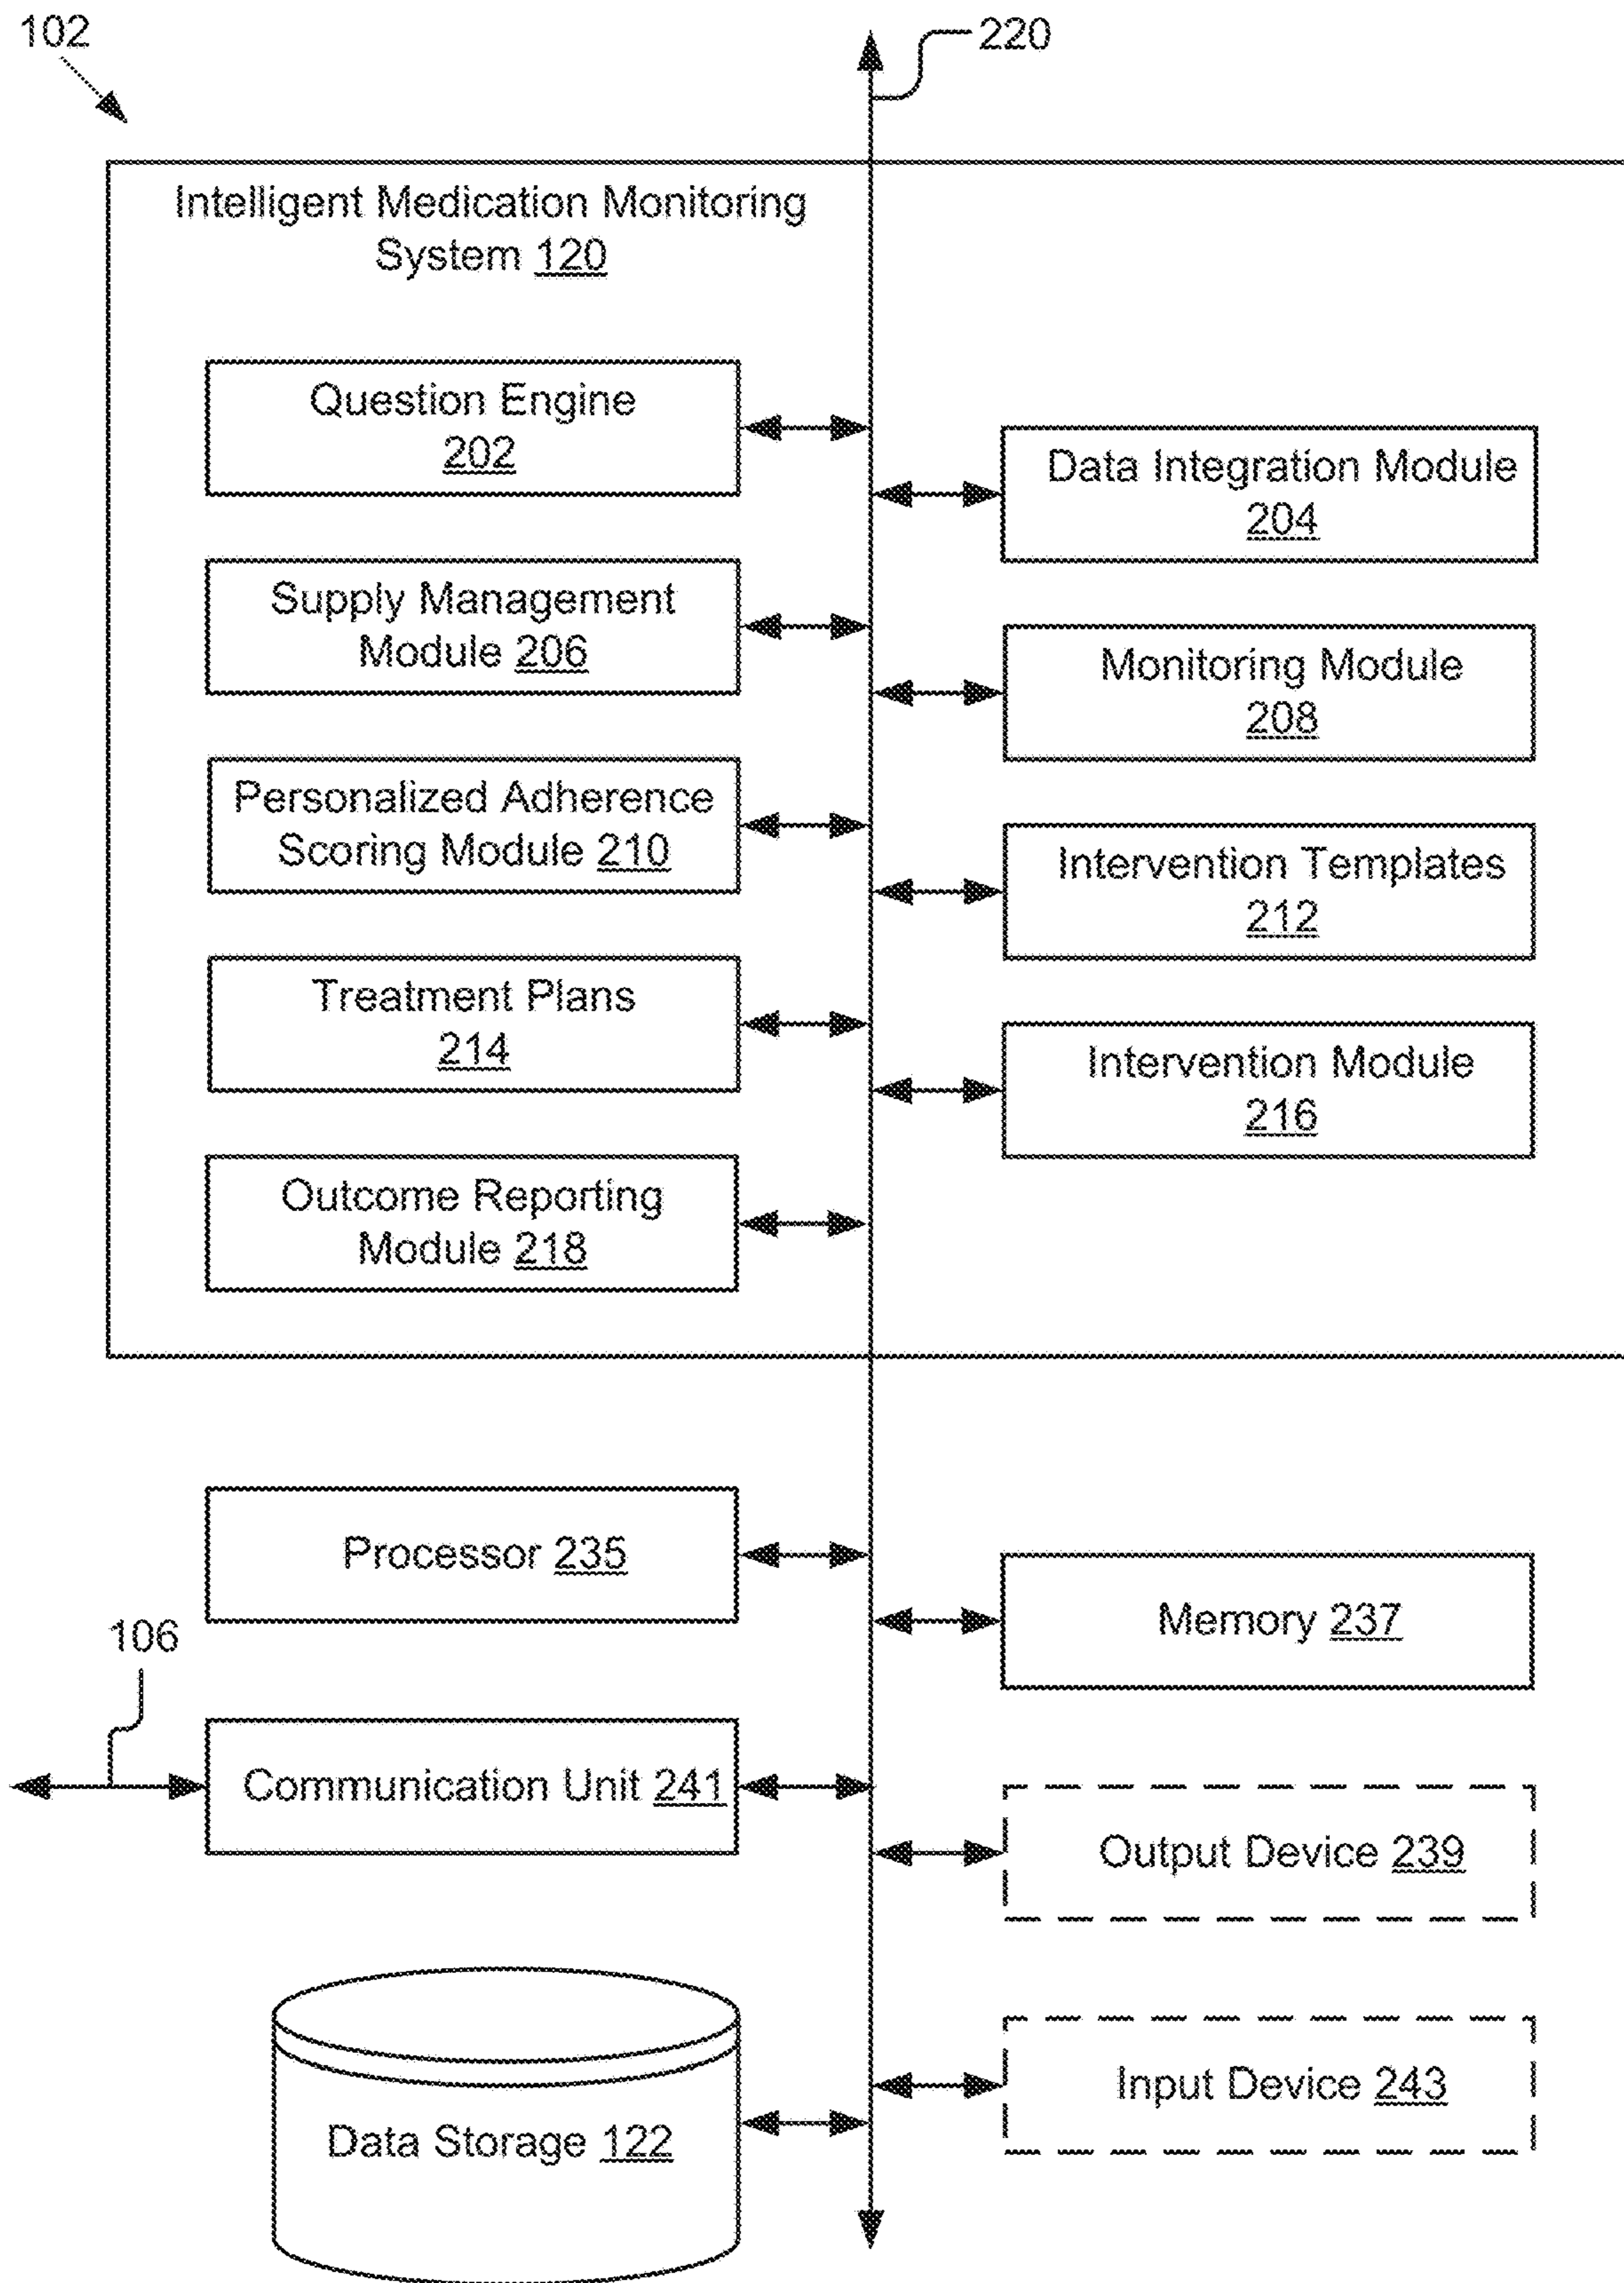 102
220
Intelligent Medication Monitoring
System 120
Question Engine
202
Data Integration Module
204
Supply Management
Module 206
Monitoring Module
208
Personalized Adherence
Scoring Module 210
Intervention Templates
212
Treatment Plans
214
Intervention Module
216
Outcome Reporting
Module 218
Processor 235
Memory 237
106
Communication Unit 241
Output Device 239
Input Device 243
Data Storage 122